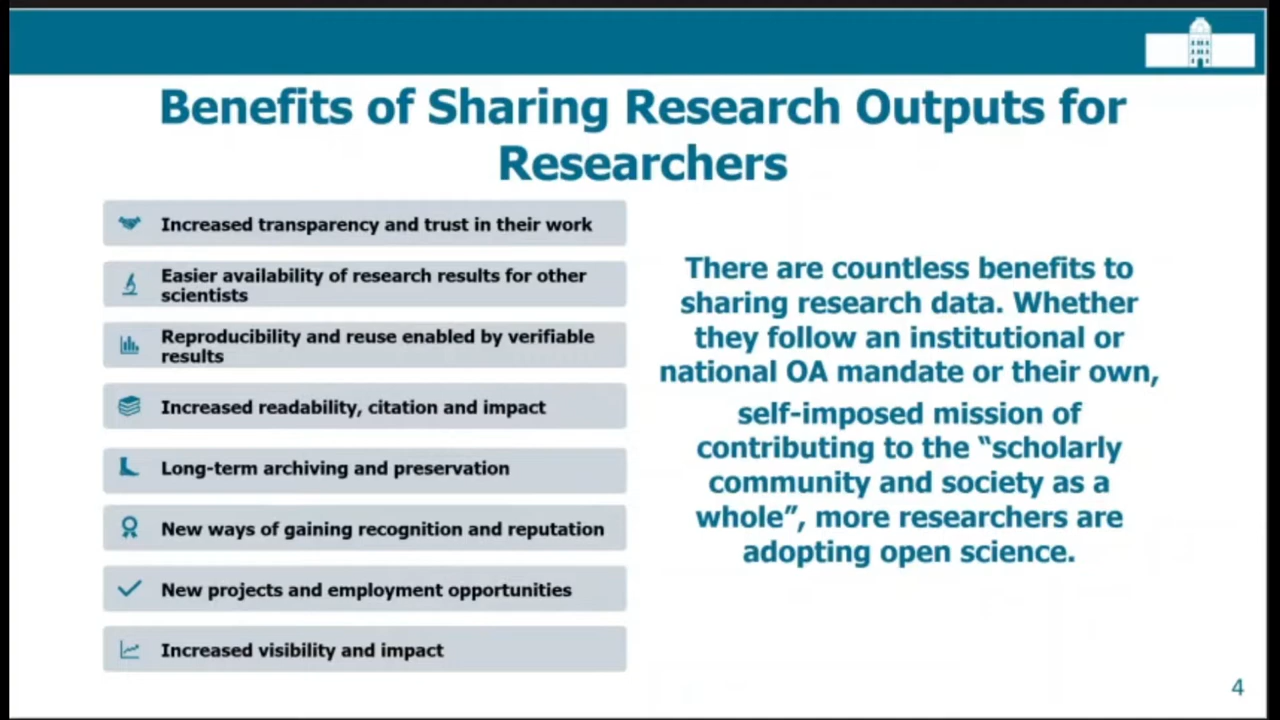 Benefits of Sharing Research Outputs for
Researchers
Increased transparency and trust in their work
Easier availability of research results for other
scientists
Reproducibility and reuse enabled by verifiable
results
Increased readability, citation and impact
Long-term archiving and preservation
New ways of gaining recognition and reputation
New projects and employment opportunities
Increased visibility and impact
There are countless benefits to
sharing research data. Whether
they follow an institutional or
national OA mandate or their own,
self-imposed mission of
contributing to the “scholarly
community and society as a
whole”, more researchers are
adopting open science.
4